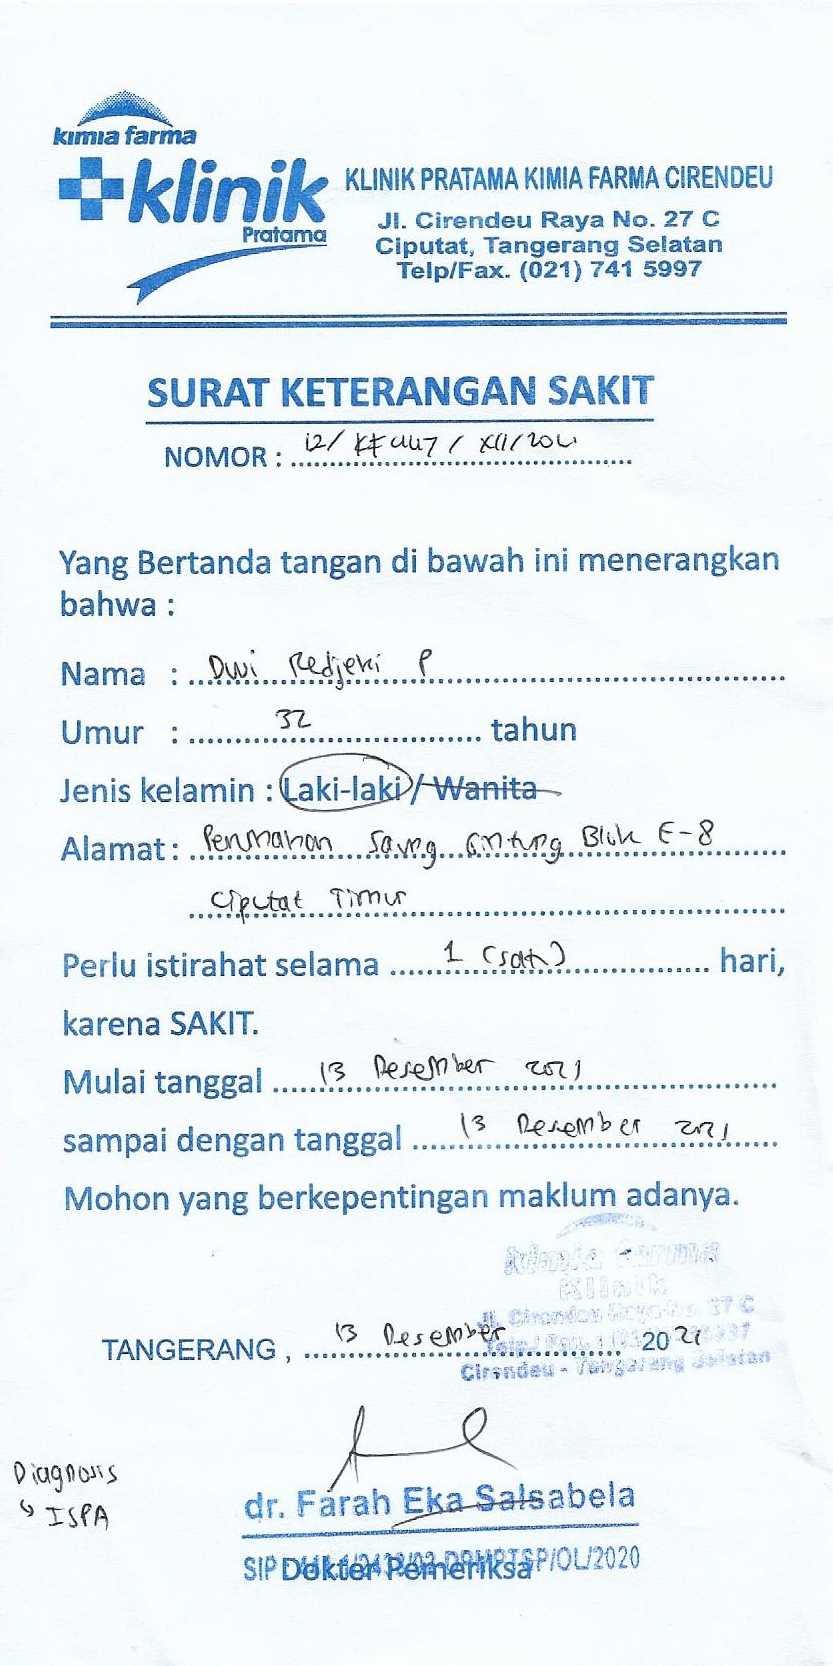 kimia farma
klinik
Pratama
KLINIK PRATAMA KIMIA FARMA CIRENDEU
Jl. Cirendeu Raya No. 27 C
Ciputat, Tangerang Selatan
Telp/Fax. (021) 741 5997
SURAT KETERANGAN SAKIT
NOMOR : 12/ KF 447 / XII/2021
Yang Bertanda tangan di bawah ini menerangkan
bahwa :
Nama : Dwi Redjeki P
Umur : 32 tahun
Jenis kelamin : Laki-laki / Wanita
Alamat : Perumahan Blok E-8
Ciputat Timur
Perlu istirahat selama 1 (satu) hari,
karena SAKIT.
Mulai tanggal 13 Desember 2021
sampai dengan tanggal 13 Desember 2021
Mohon yang berkepentingan maklum adanya.
Kimia Farma
Klinik
Jl. Cirendeu Raya No. 27 C
Cirendeu - Tangerang Selatan
TANGERANG , 13 Desember 2021
Diagnosis
↳ ISPA
dr. Farah Eka Salsabela
SIP DPMPTSP/OL/2020
Dokter Pemeriksa